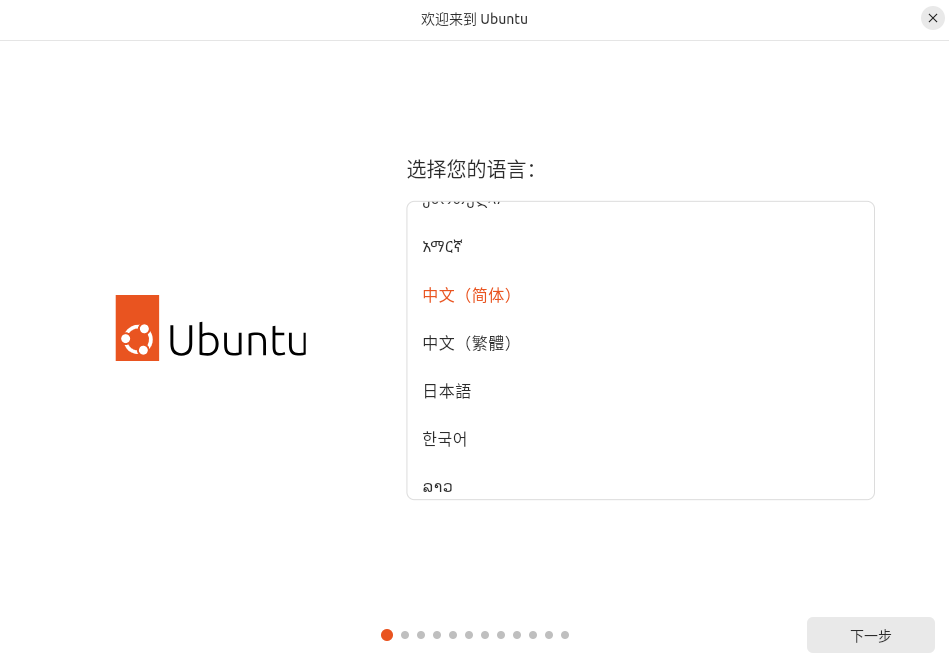 欢迎来到 Ubuntu
选择您的语言：
አማርኛ
中文（简体）
中文（繁體）
日本語
한국어
ລາວ
Ubuntu
下一步